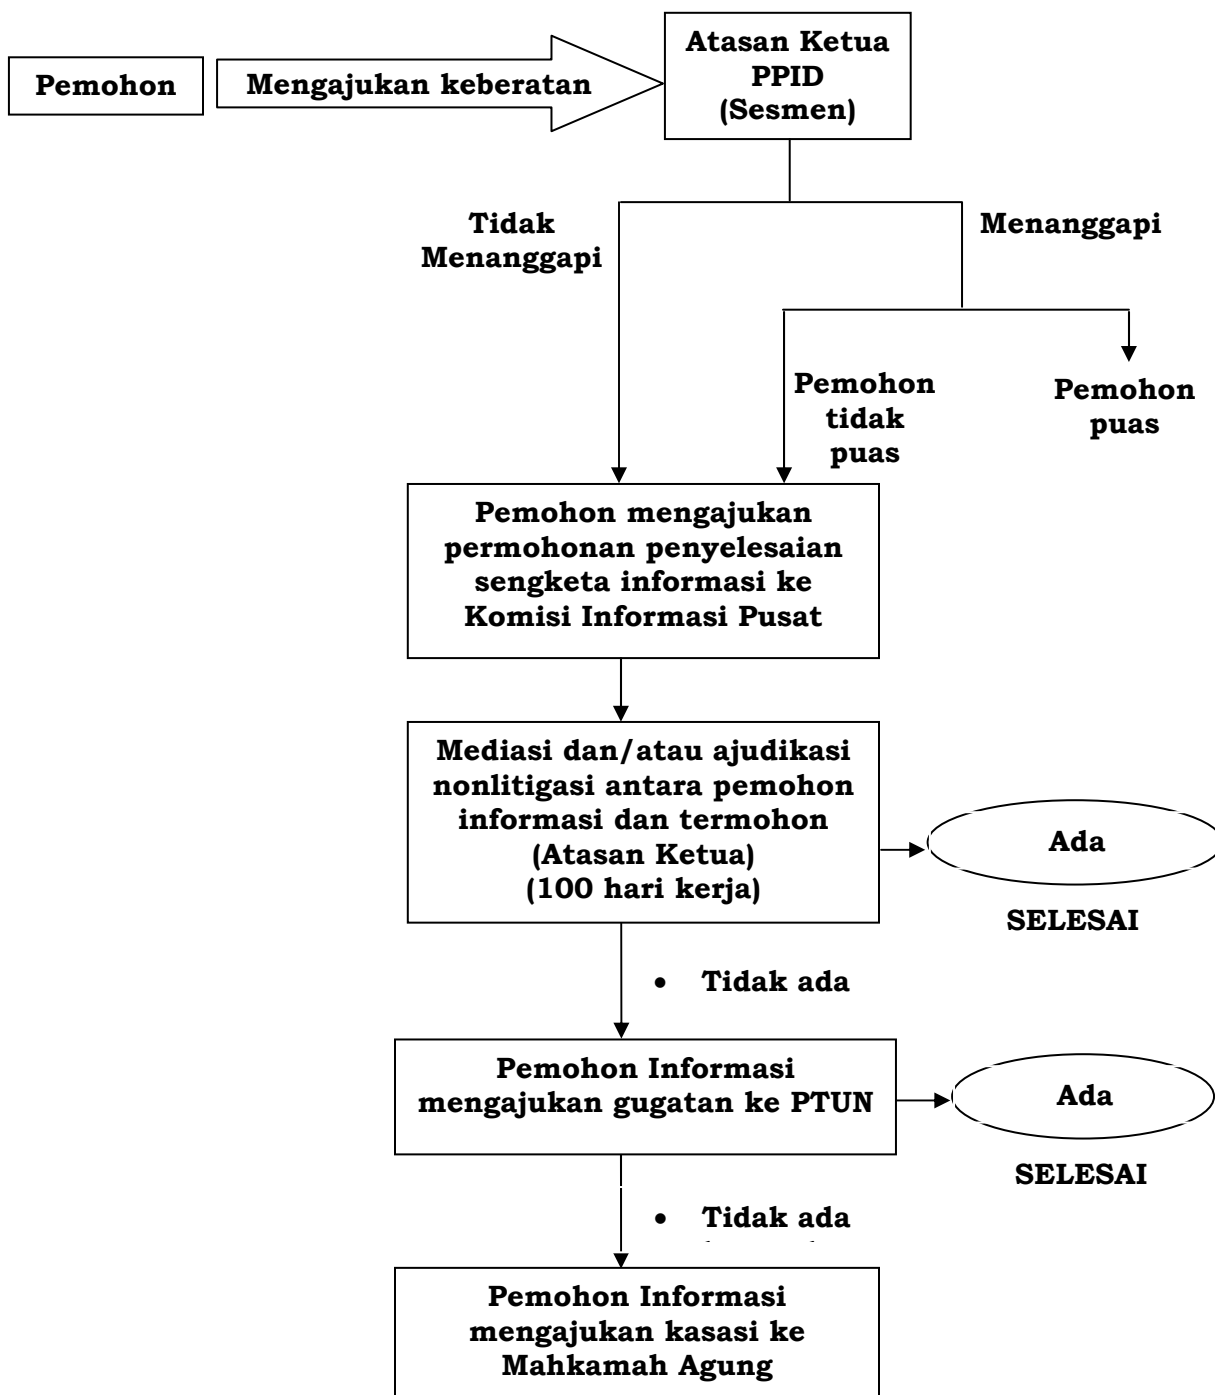 Pemohon
Mengajukan keberatan
Atasan Ketua
PPID
(Sesmen)
Tidak
Menanggapi
Menanggapi
Pemohon
tidak
puas
Pemohon
puas
Pemohon mengajukan
permohonan penyelesaian
sengketa informasi ke
Komisi Informasi Pusat
Mediasi dan/atau ajudikasi
nonlitigasi antara pemohon
informasi dan termohon
(Atasan Ketua)
(100 hari kerja)
Ada
SELESAI
• Tidak ada
Pemohon Informasi
mengajukan gugatan ke PTUN
Ada
SELESAI
• Tidak ada
Pemohon Informasi
mengajukan kasasi ke
Mahkamah Agung